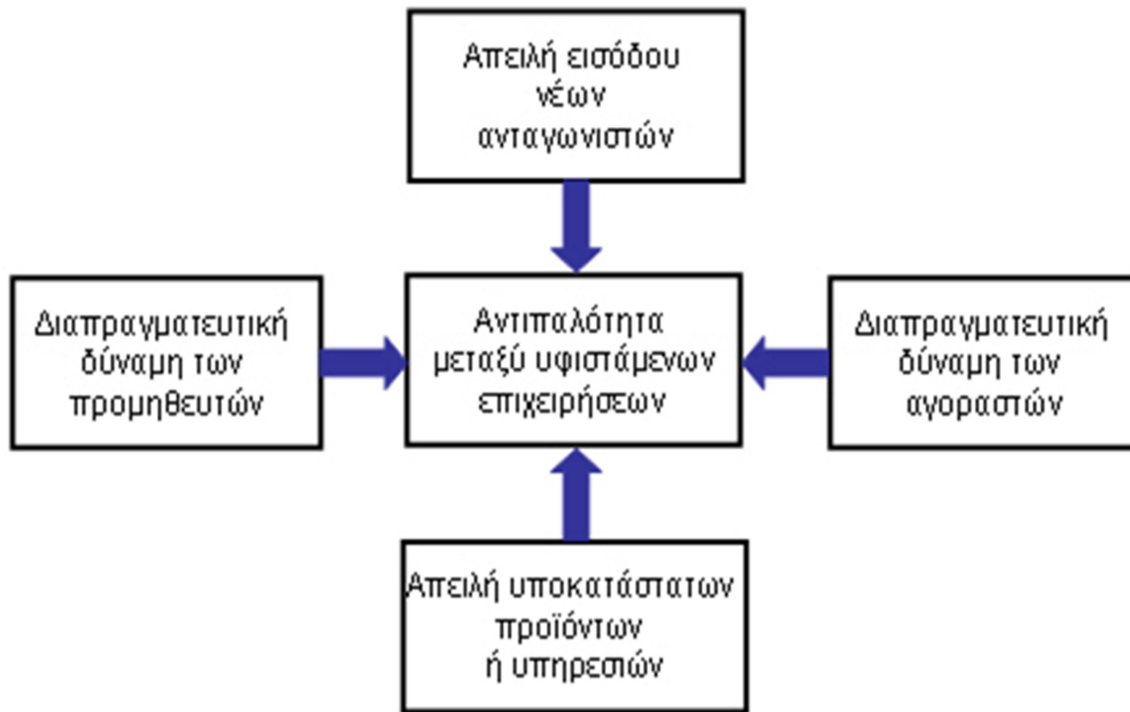 Απειλή εισόδου
νέων
ανταγωνιστών
Διαπραγματευτική
δύναμη των
προμηθευτών
Αντιπαλότητα
μεταξύ υφιστάμενων
επιχειρήσεων
Διαπραγματευτική
δύναμη των
αγοραστών
Απειλή υποκατάστατων
προϊόντων
ή υπηρεσιών